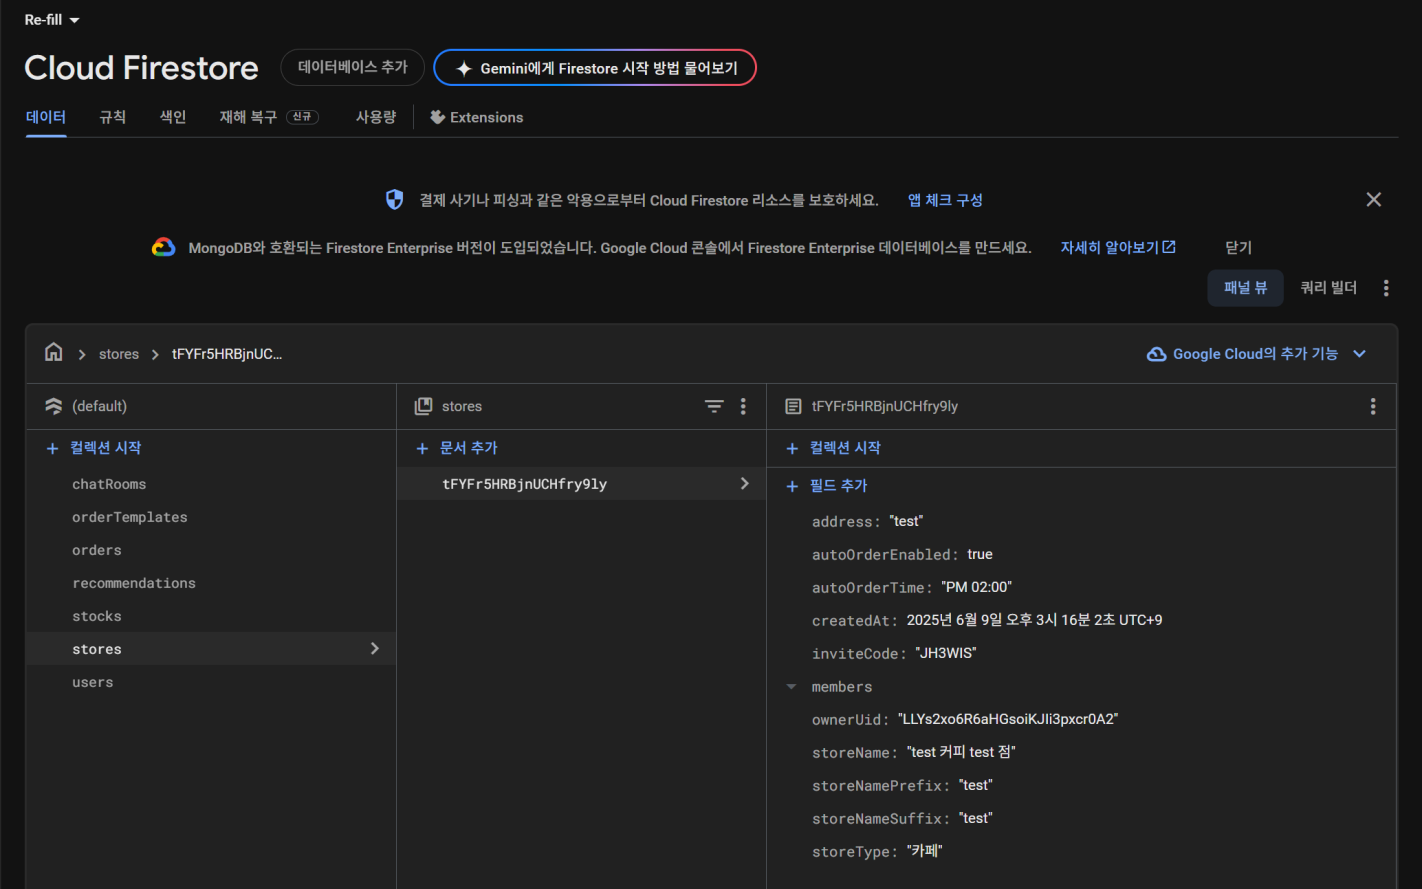 Re-fill
Cloud Firestore
데이터베이스 추가
Gemini에게 Firestore 시작 방법 물어보기
데이터
규칙
색인
재해 복구 신규
사용량
Extensions
결제 사기나 피싱과 같은 악용으로부터 Cloud Firestore 리소스를 보호하세요.
앱 체크 구성
MongoDB와 호환되는 Firestore Enterprise 버전이 도입되었습니다. Google Cloud 콘솔에서 Firestore Enterprise 데이터베이스를 만드세요.
자세히 알아보기
닫기
패널 뷰
쿼리 빌더
stores
tFYFr5HRBjnUC...
Google Cloud의 추가 기능
(default)
컬렉션 시작
chatRooms
orderTemplates
orders
recommendations
stocks
stores
users
stores
문서 추가
tFYFr5HRBjnUCHfry9ly
tFYFr5HRBjnUCHfry9ly
컬렉션 시작
필드 추가
address: "test"
autoOrderEnabled: true
autoOrderTime: "PM 02:00"
createdAt: 2025년 6월 9일 오후 3시 16분 2초 UTC+9
inviteCode: "JH3WIS"
members
ownerUid: "LLYs2xo6R6aHGsoiKJIi3pxcr0A2"
storeName: "test 커피 test 점"
storeNamePrefix: "test"
storeNameSuffix: "test"
storeType: "카페"